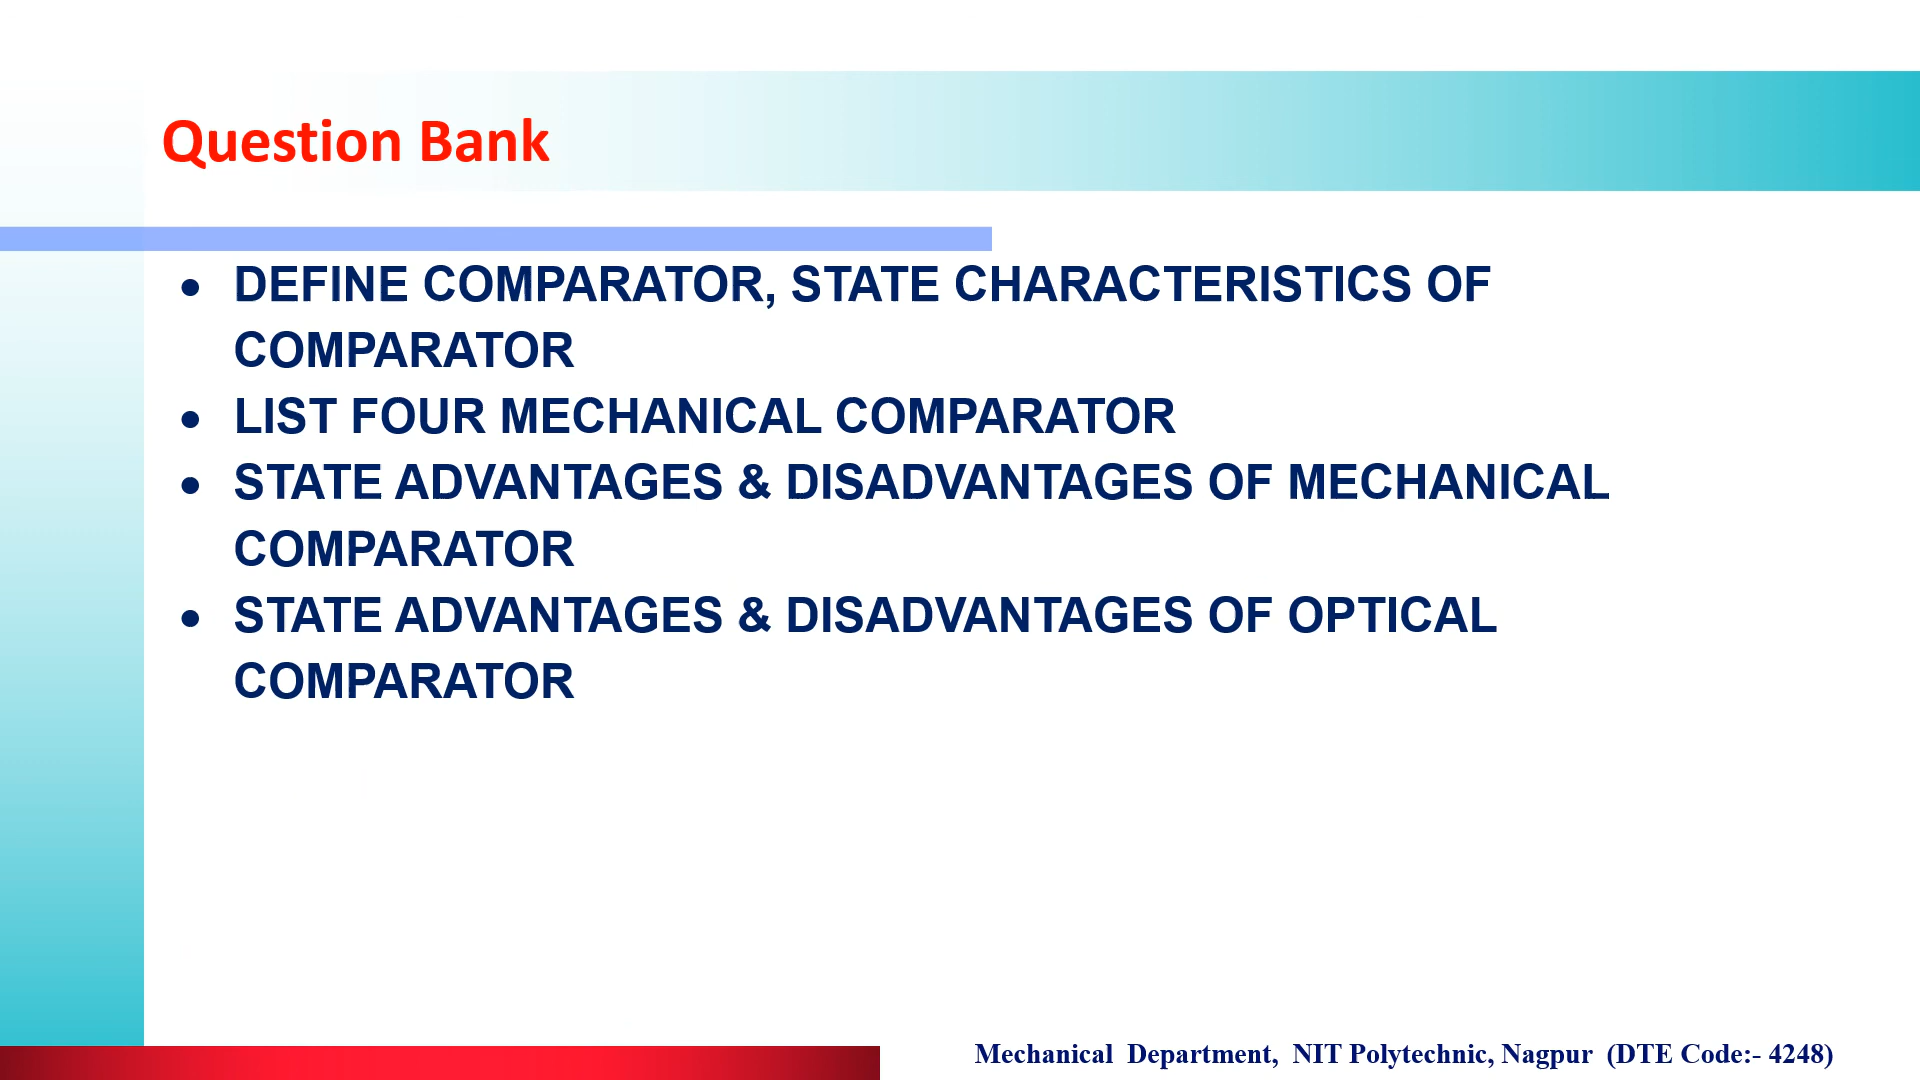 Question Bank
● DEFINE COMPARATOR, STATE CHARACTERISTICS OF
COMPARATOR
● LIST FOUR MECHANICAL COMPARATOR
● STATE ADVANTAGES & DISADVANTAGES OF MECHANICAL
COMPARATOR
● STATE ADVANTAGES & DISADVANTAGES OF OPTICAL
COMPARATOR
Mechanical Department, NIT Polytechnic, Nagpur (DTE Code:- 4248)